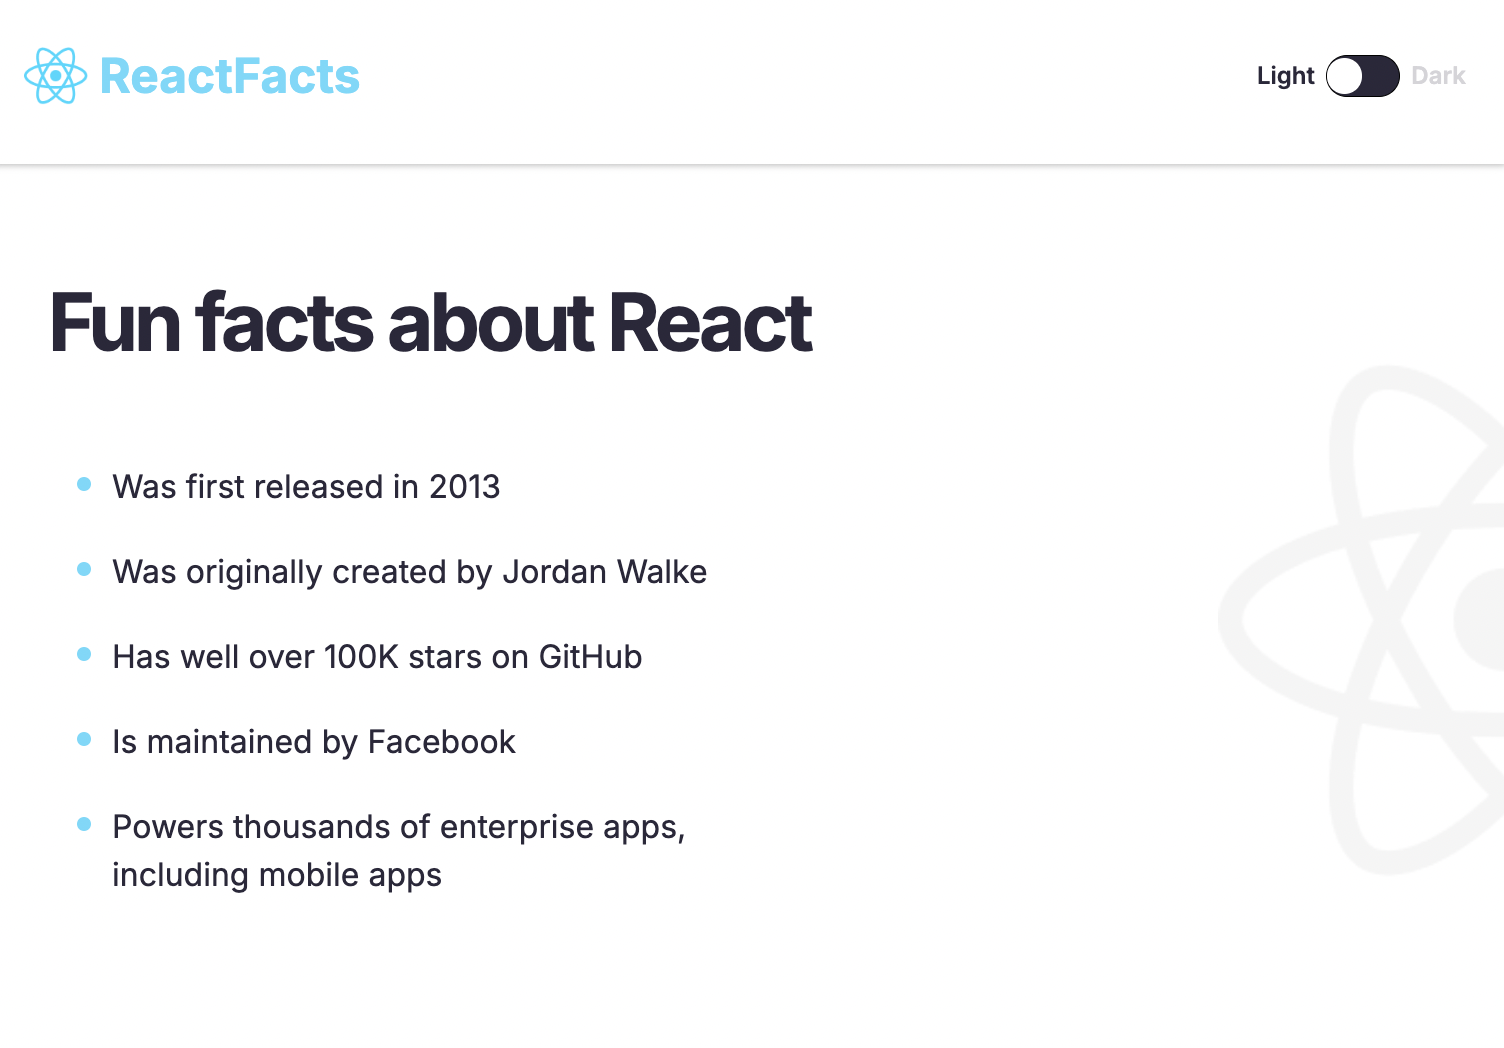 ReactFacts
Light Dark
Fun facts about React
Was first released in 2013
Was originally created by Jordan Walke
Has well over 100K stars on GitHub
Is maintained by Facebook
Powers thousands of enterprise apps,
including mobile apps